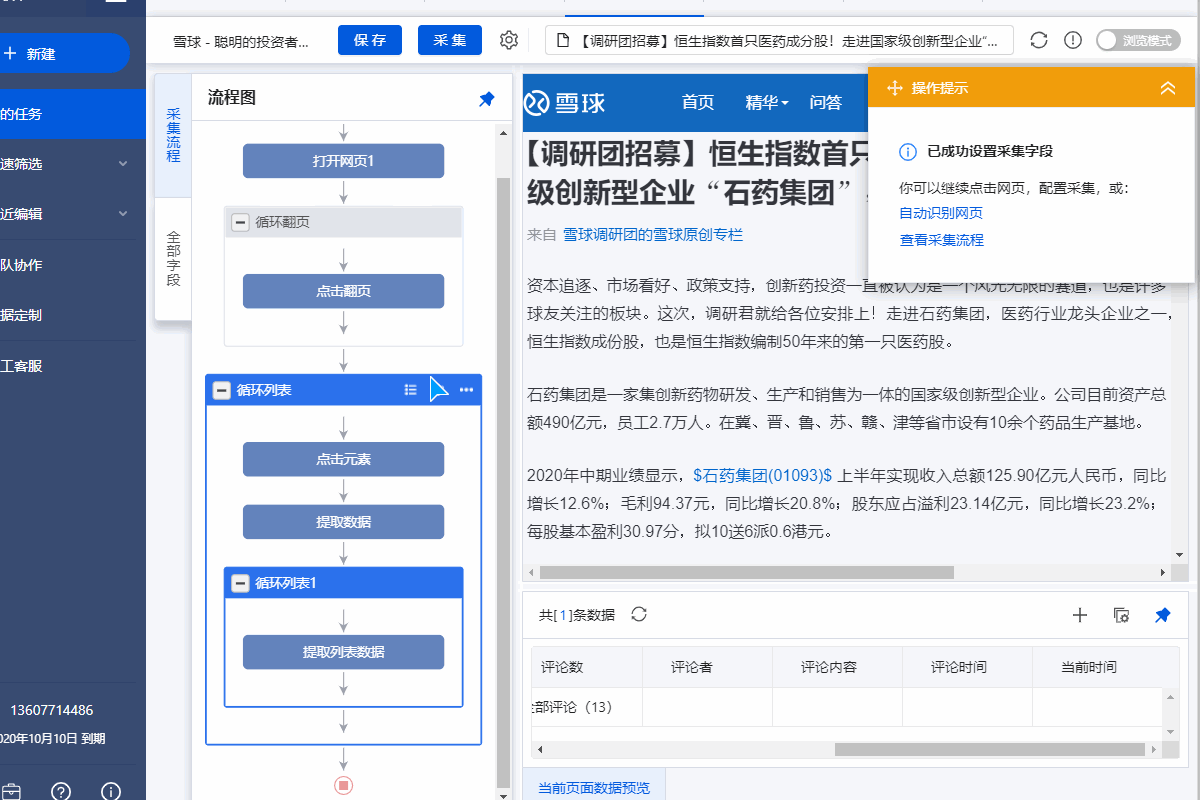 雪球 - 聪明的投资者...
保存
采集
【调研团招募】恒生指数首只医药成分股！走进国家级创新型企业“...
浏览模式
新建
的任务
速筛选
近编辑
队协作
据定制
工客服
13607714486
020年10月10日 到期
采集流程
全部字段
流程图
打开网页1
循环翻页
点击翻页
循环列表
点击元素
提取数据
循环列表1
提取列表数据
雪球
首页
精华
问答
操作提示
已成功设置采集字段
你可以继续点击网页，配置采集，或：
自动识别网页
查看采集流程
【调研团招募】恒生指数首只
级创新型企业“石药集团”
来自 雪球调研团的雪球原创专栏
资本追逐、市场看好、政策支持，创新药投资一直被认为是一个风光无限的赛道，也是许多
球友关注的板块。这次，调研君就给各位安排上！走进石药集团，医药行业龙头企业之一，
恒生指数成份股，也是恒生指数编制50年来的第一只医药股。
石药集团是一家集创新药物研发、生产和销售为一体的国家级创新型企业。公司目前资产总
额490亿元，员工2.7万人。在冀、晋、鲁、苏、赣、津等省市设有10余个药品生产基地。
2020年中期业绩显示，$石药集团(01093)$ 上半年实现收入总额125.90亿元人民币，同比
增长12.6%；毛利94.37元，同比增长20.8%；股东应占溢利23.14亿元，同比增长23.2%；
每股基本盈利30.97分，拟10送6派0.6港元。
共[1]条数据
评论数
评论者
评论内容
评论时间
当前时间
全部评论（13）
当前页面数据预览